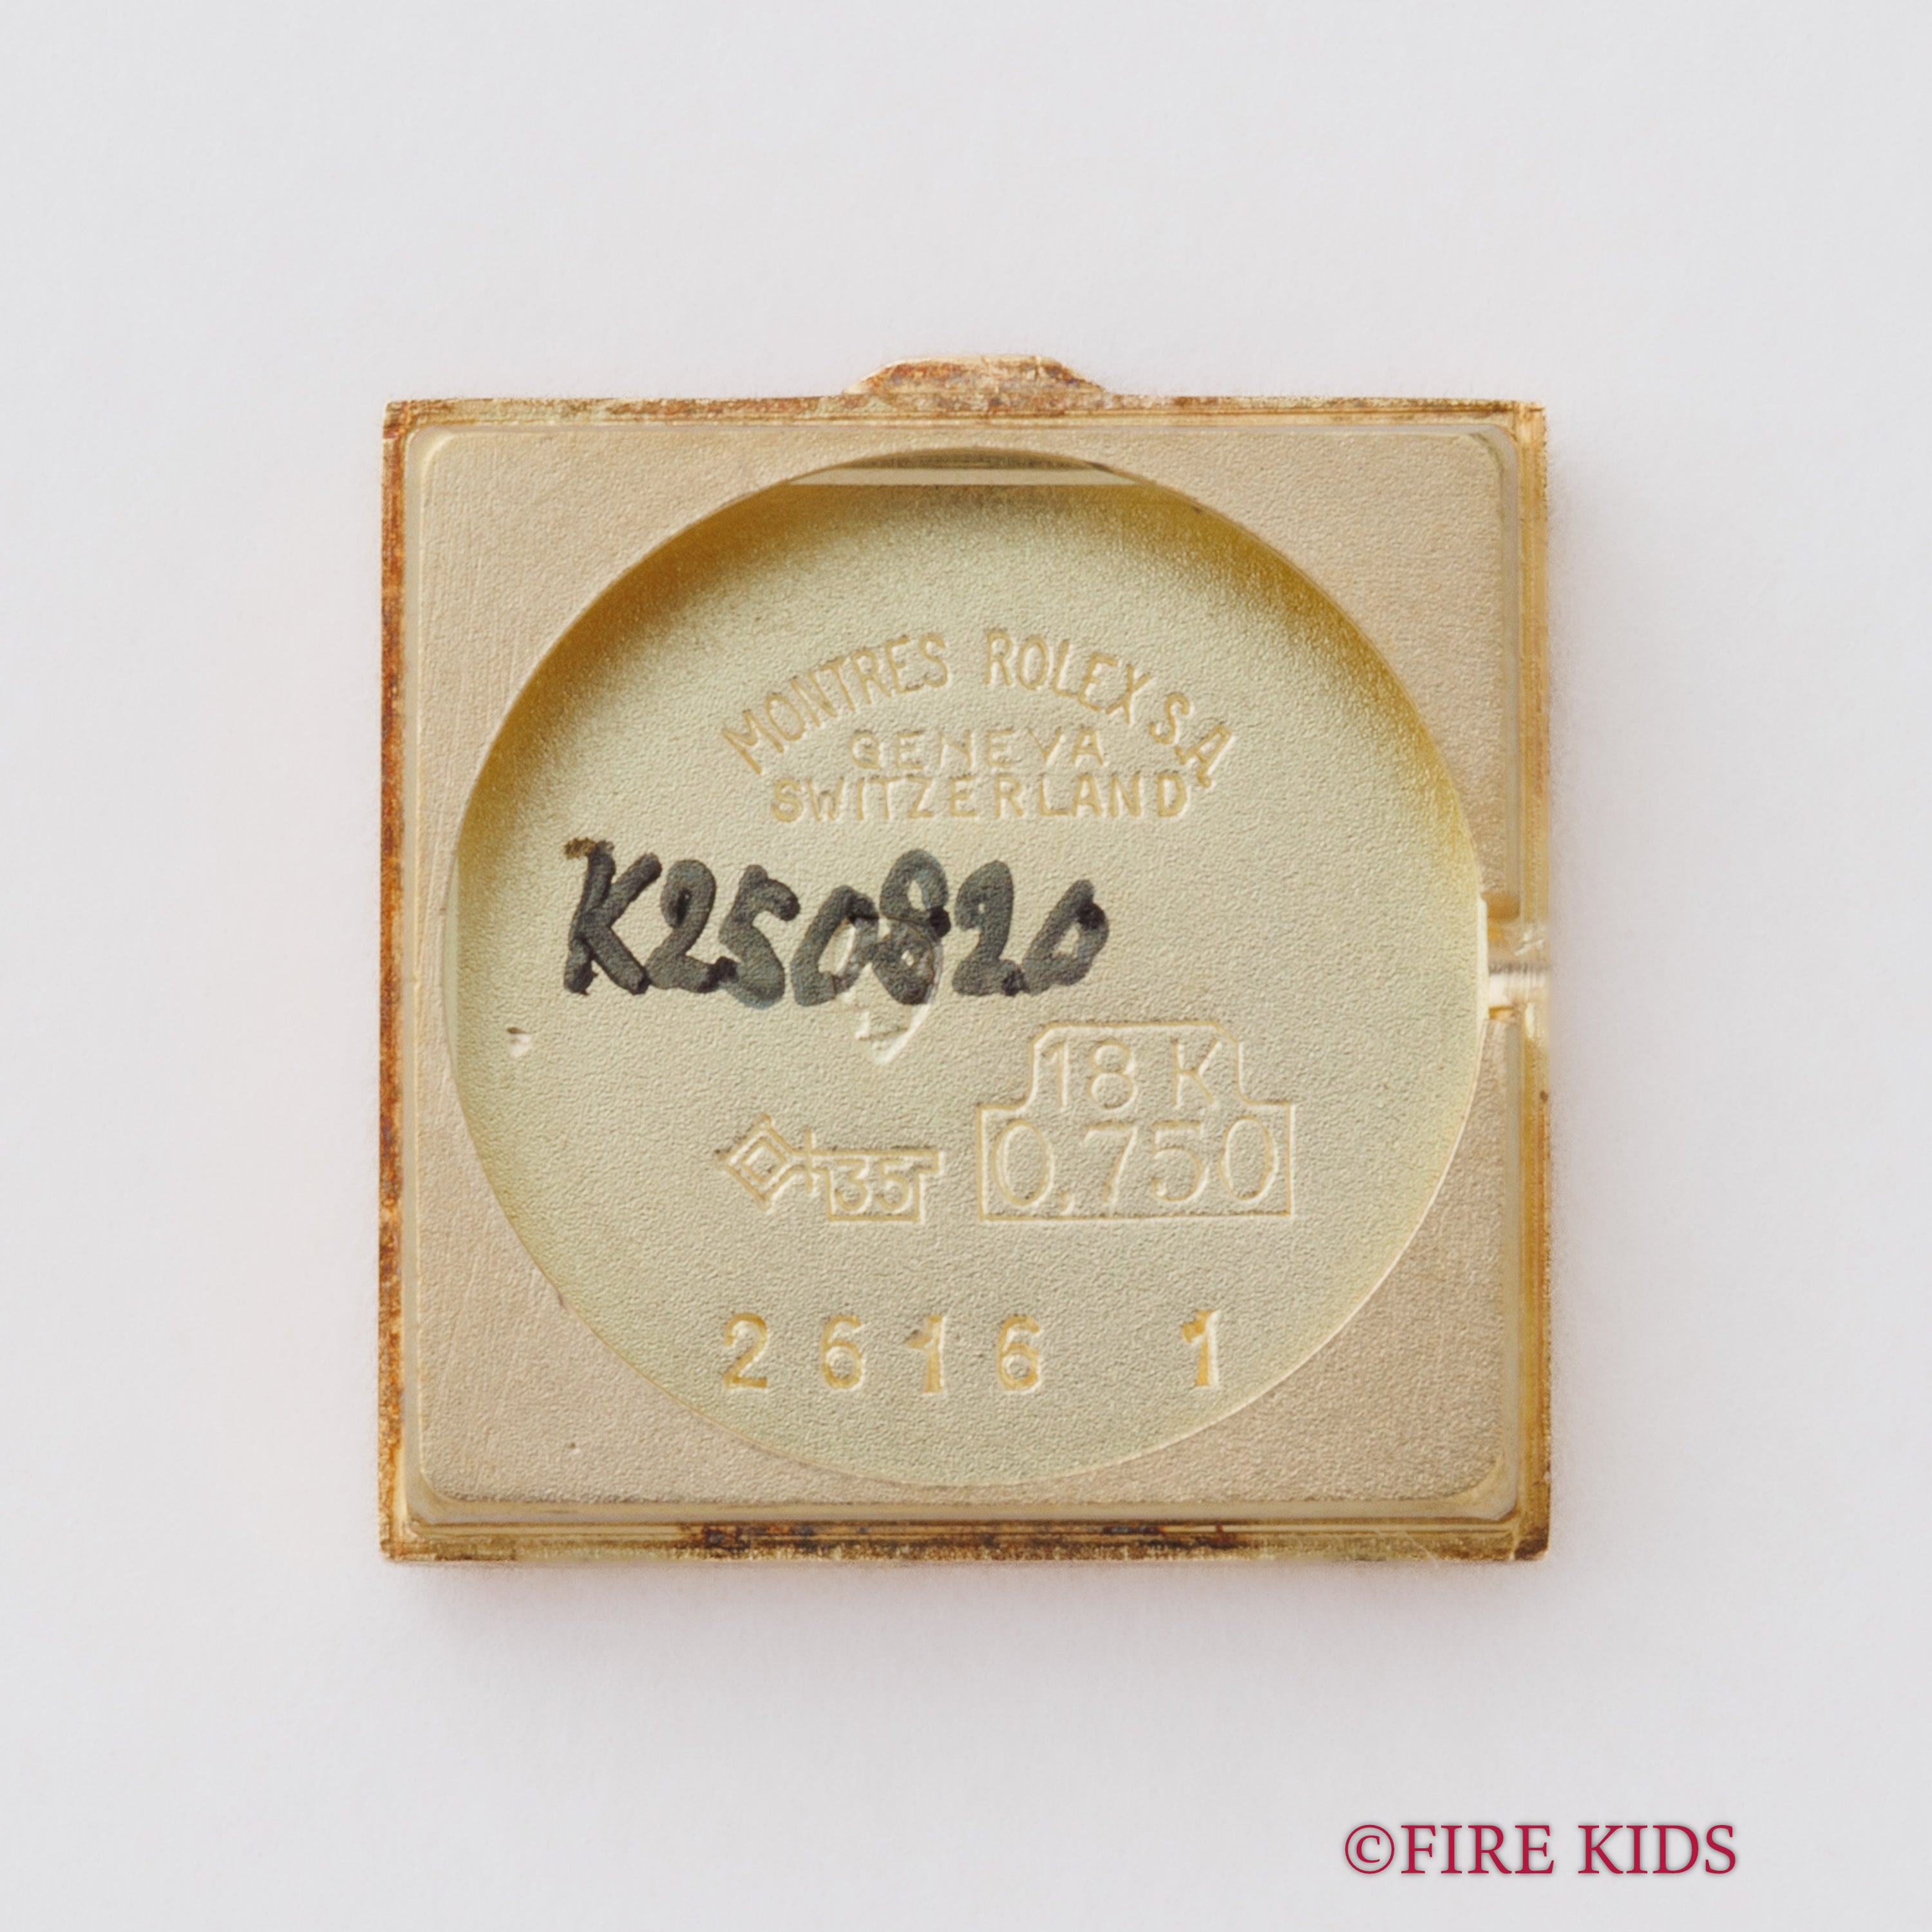 MONTRES ROLEX S.A
GENEVA
SWITZERLAND
K250820
18 K
35
0,750
2616 1
©FIRE KIDS